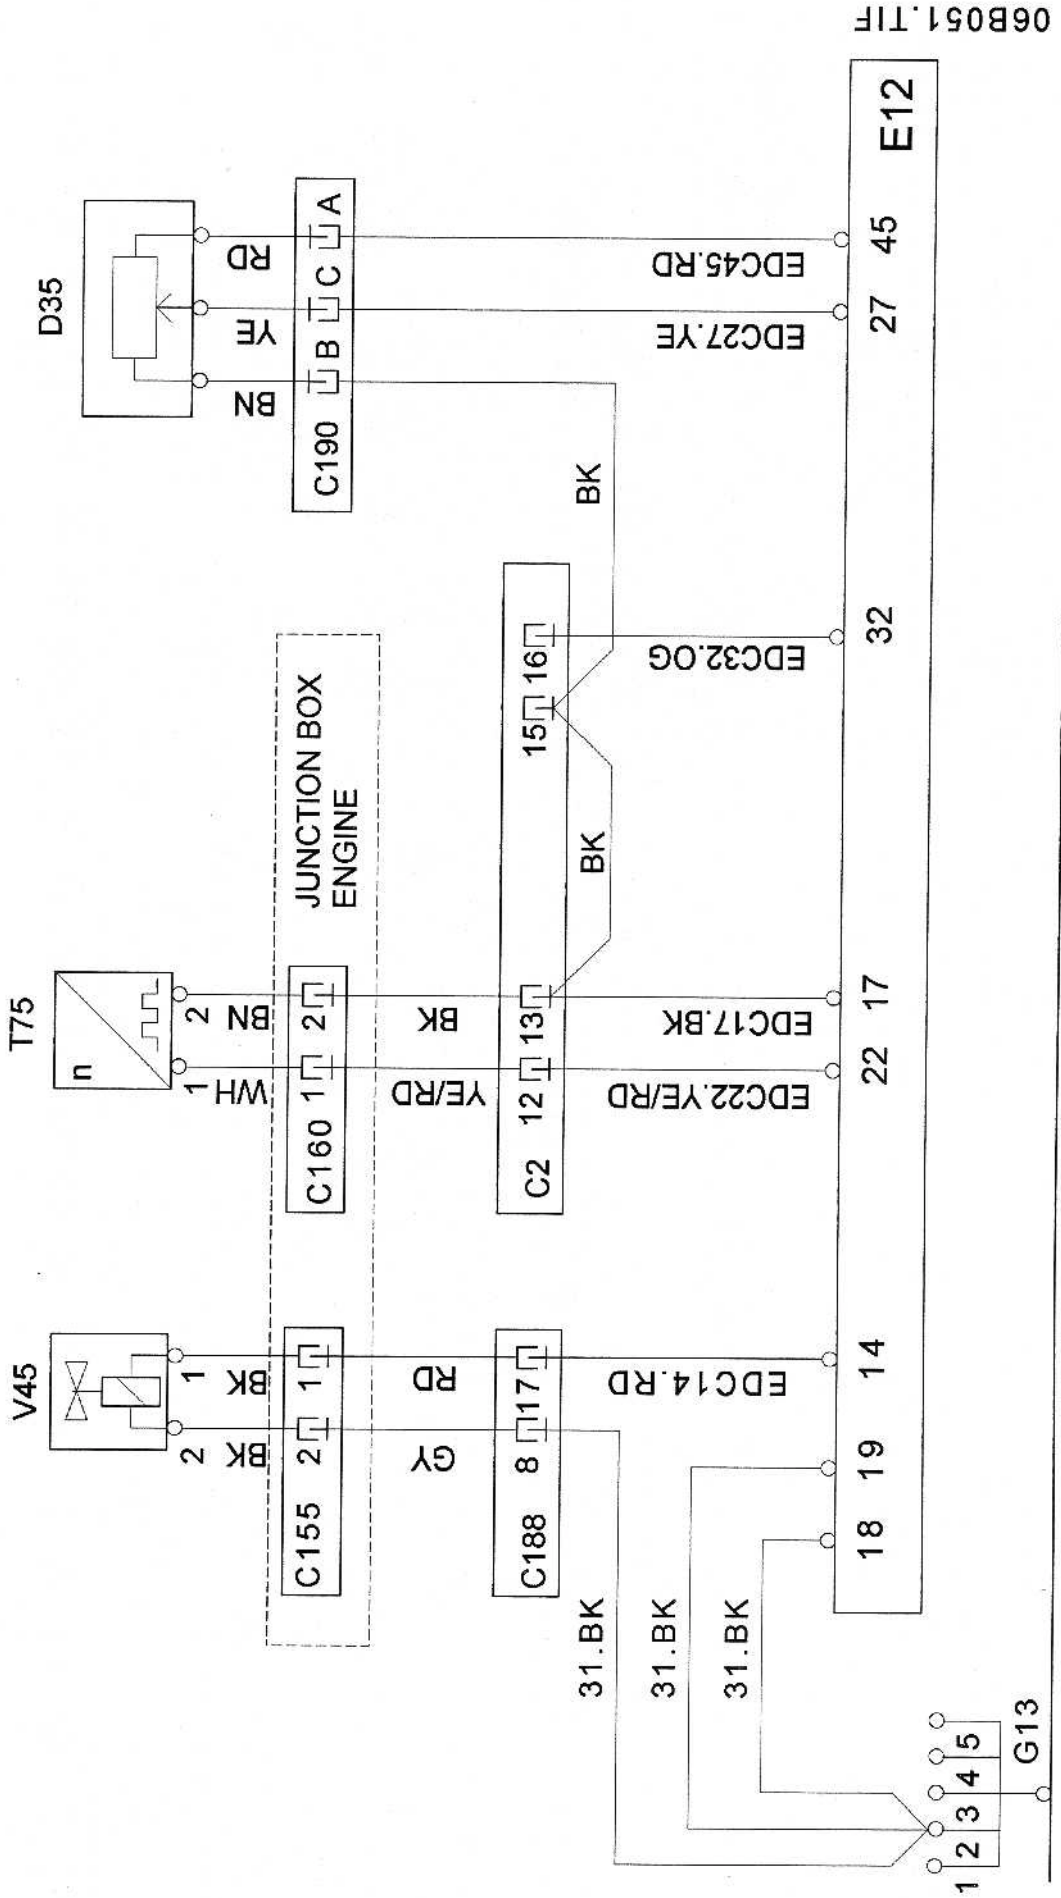 06B051.TIF
D35
RD
YE
BN
C190 B C A
EDC45.RD
EDC27.YE
BK
E12
45
27
32
EDC32.OG
15 16
BK
JUNCTION BOX
ENGINE
T75
n
1 2
WH
BN
C160 1 2
YE/RD
BK
C2 12 13
EDC22.YE/RD
EDC17.BK
22 17
V45
2 1
BK
BK
C155 2 1
GY
RD
C188 8 17
EDC14.RD
18 19 14
31.BK
31.BK
31.BK
1 2 3 4 5
G13